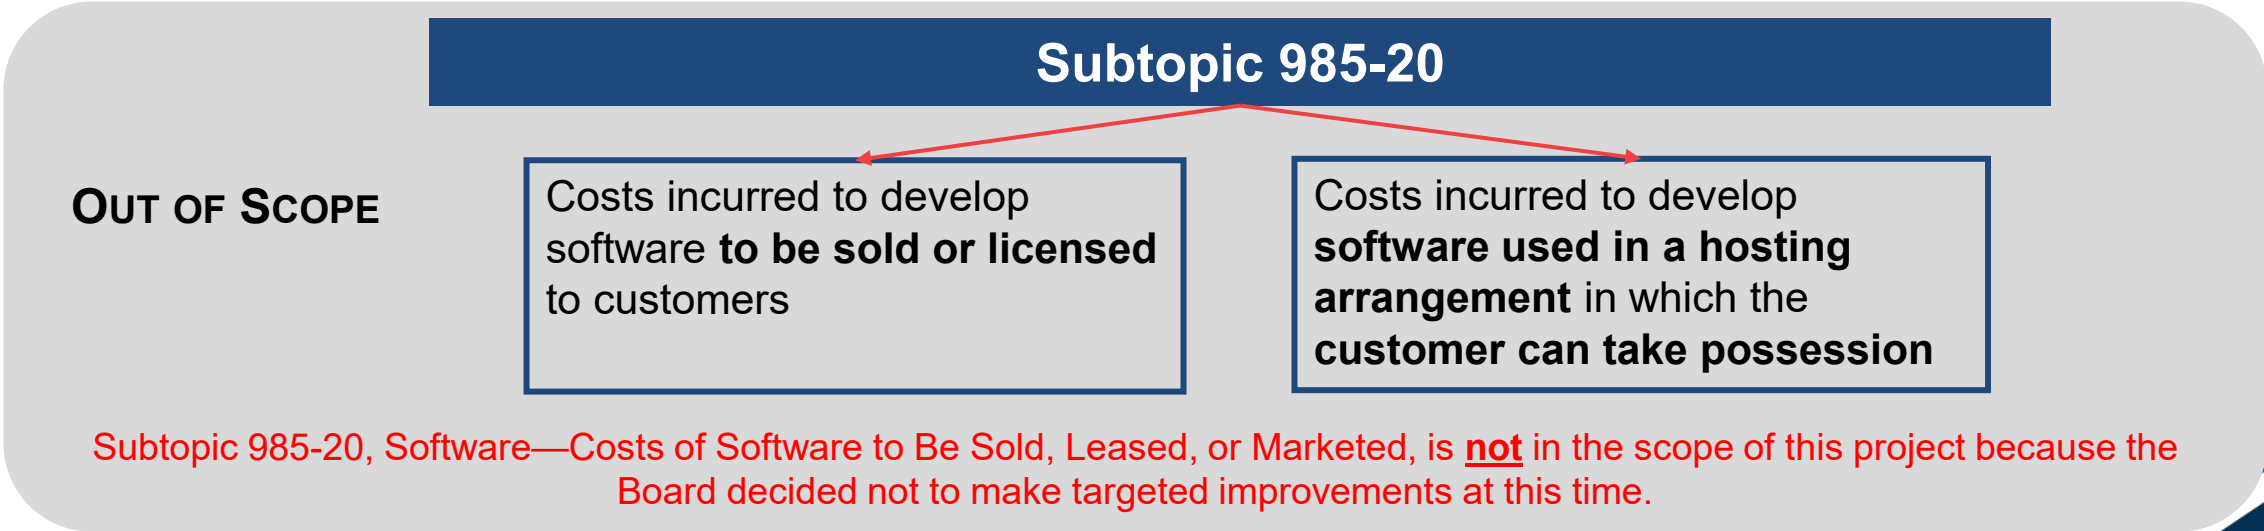 Subtopic 985-20
OUT OF SCOPE
Costs incurred to develop
software to be sold or licensed
to customers
Costs incurred to develop
software used in a hosting
arrangement in which the
customer can take possession
Subtopic 985-20, Software—Costs of Software to Be Sold, Leased, or Marketed, is not in the scope of this project because the
Board decided not to make targeted improvements at this time.